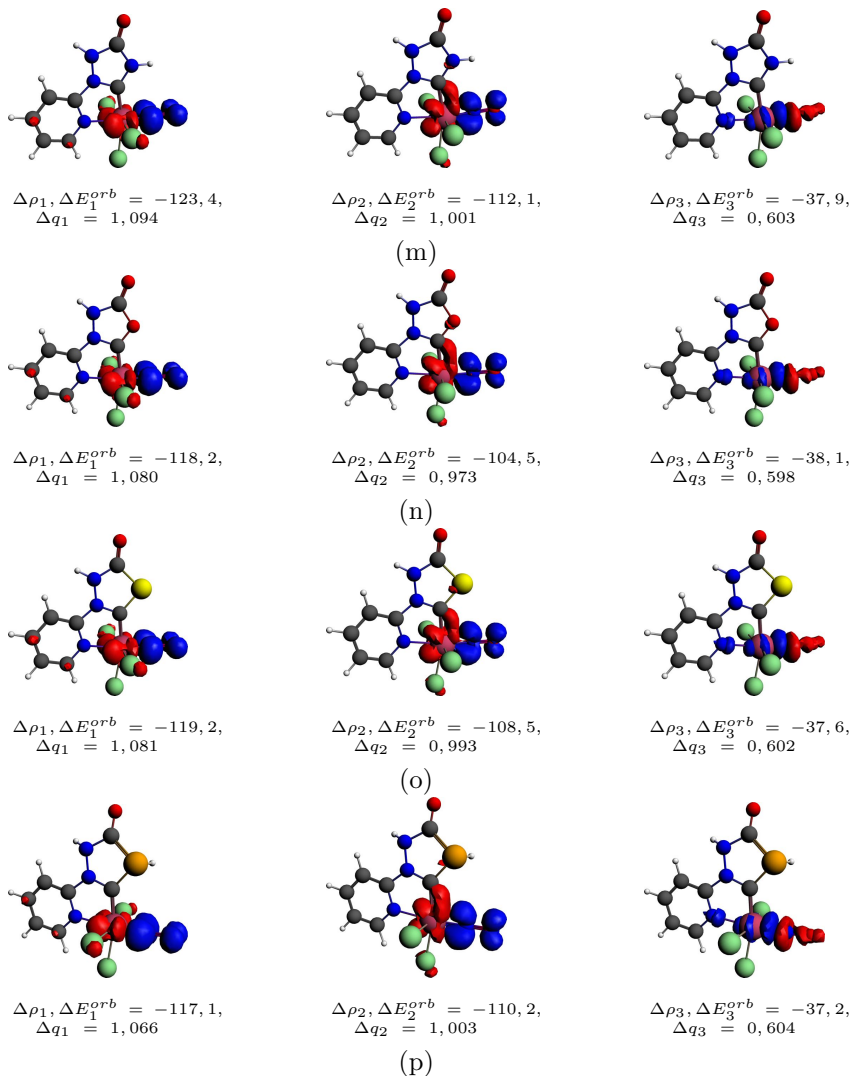 Δρ₁, ΔE₁ᵒʳᵇ = −123, 4, Δρ₂, ΔE₂ᵒʳᵇ = −112, 1, Δρ₃, ΔE₃ᵒʳᵇ = −37, 9,
Δq₁ = 1, 094 Δq₂ = 1, 001 Δq₃ = 0, 603
(m)
Δρ₁, ΔE₁ᵒʳᵇ = −118, 2, Δρ₂, ΔE₂ᵒʳᵇ = −104, 5, Δρ₃, ΔE₃ᵒʳᵇ = −38, 1,
Δq₁ = 1, 080 Δq₂ = 0, 973 Δq₃ = 0, 598
(n)
Δρ₁, ΔE₁ᵒʳᵇ = −119, 2, Δρ₂, ΔE₂ᵒʳᵇ = −108, 5, Δρ₃, ΔE₃ᵒʳᵇ = −37, 6,
Δq₁ = 1, 081 Δq₂ = 0, 993 Δq₃ = 0, 602
(o)
Δρ₁, ΔE₁ᵒʳᵇ = −117, 1, Δρ₂, ΔE₂ᵒʳᵇ = −110, 2, Δρ₃, ΔE₃ᵒʳᵇ = −37, 2,
Δq₁ = 1, 066 Δq₂ = 1, 003 Δq₃ = 0, 604
(p)